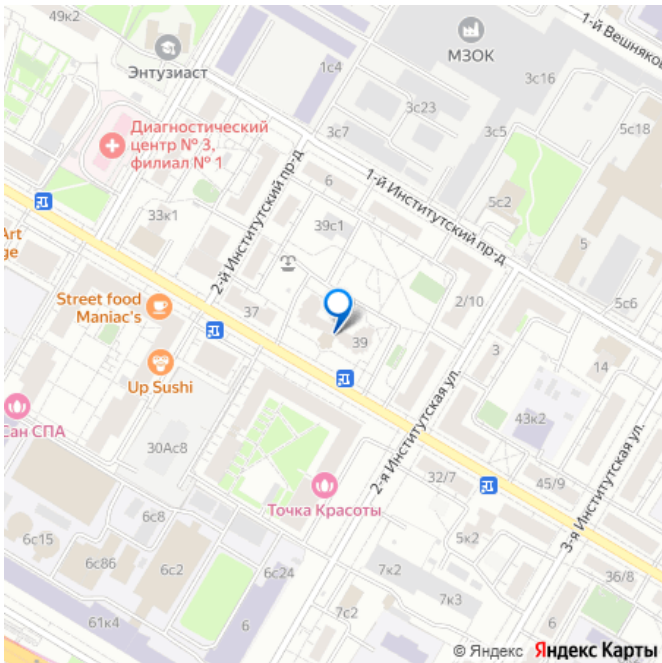 49к2
Энтузиаст
1с4
МЗОК
1-й Вешняков
3с16
3с23
3с7
3с5
5с18
Диагностический
центр № 3,
филиал № 1
2-й Институтский пр-д
6
1-й Институтский пр-д
5с2
33к1
39с1
5
Art
ge
Street food
Maniac's
37
39
2/10
5с6
3
14
Up Sushi
Сан СПА
30Ас8
2-я Институтская ул.
43к2
3-я Институтская ул.
Точка Красоты
32/7
45/9
6с15
6с8
6с86
6с2
6с24
5к2
7к2
7к3
7с2
36/8
61к4
6
6
© Яндекс Яндекс Карты